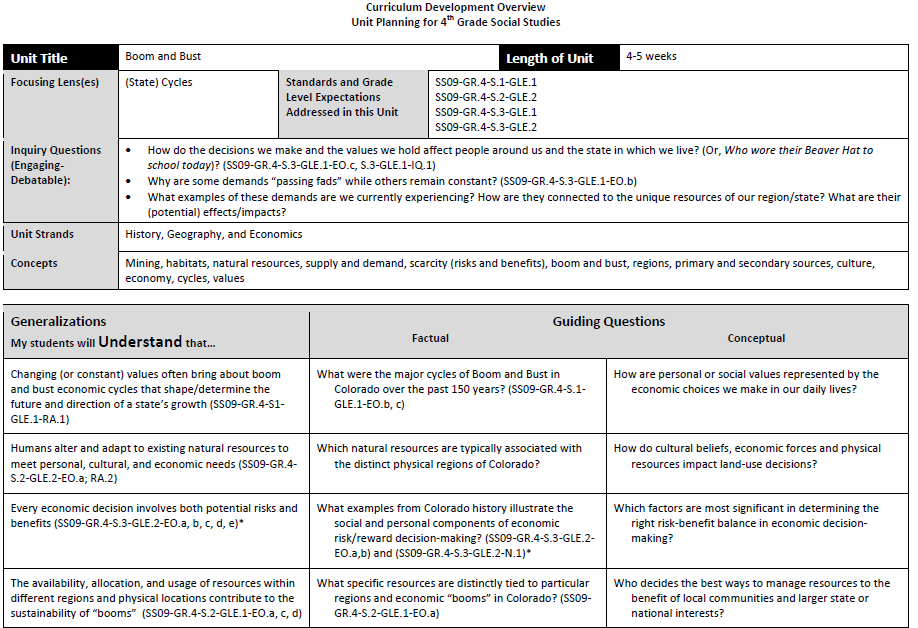 Curriculum Development Overview
Unit Planning for 4th Grade Social Studies
Unit Title
Boom and Bust
Length of Unit
4-5 weeks
Focusing Lens(es)
(State) Cycles
Standards and Grade
Level Expectations
Addressed in this Unit
SS09-GR.4-S.1-GLE.1
SS09-GR.4-S.2-GLE.2
SS09-GR.4-S.3-GLE.1
SS09-GR.4-S.3-GLE.2
Inquiry Questions
(Engaging-
Debatable):
• How do the decisions we make and the values we hold affect people around us and the state in which we live? (Or, Who wore their Beaver Hat to
school today)? (SS09-GR.4-S.3-GLE.1-EO.c, S.3-GLE.1-IQ.1)
• Why are some demands “passing fads” while others remain constant? (SS09-GR.4-S.3-GLE.1-EO.b)
• What examples of these demands are we currently experiencing? How are they connected to the unique resources of our region/state? What are their
(potential) effects/impacts?
Unit Strands
History, Geography, and Economics
Concepts
Mining, habitats, natural resources, supply and demand, scarcity (risks and benefits), boom and bust, regions, primary and secondary sources, culture,
economy, cycles, values
Generalizations
My students will Understand that…
Guiding Questions
Factual
Conceptual
Changing (or constant) values often bring about boom
and bust economic cycles that shape/determine the
future and direction of a state’s growth (SS09-GR.4-S1-
GLE.1-RA.1)
What were the major cycles of Boom and Bust in
Colorado over the past 150 years? (SS09-GR.4-S.1-
GLE.1-EO.b, c)
How are personal or social values represented by the
economic choices we make in our daily lives?
Humans alter and adapt to existing natural resources to
meet personal, cultural, and economic needs (SS09-GR.4-
S.2-GLE.2-EO.a; RA.2)
Which natural resources are typically associated with
the distinct physical regions of Colorado?
How do cultural beliefs, economic forces and physical
resources impact land-use decisions?
Every economic decision involves both potential risks and
benefits (SS09-GR.4-S.3-GLE.2-EO.a, b, c, d, e)*
What examples from Colorado history illustrate the
social and personal components of economic
risk/reward decision-making? (SS09-GR.4-S.3-GLE.2-
EO.a,b) and (SS09-GR.4-S.3-GLE.2-N.1)*
Which factors are most significant in determining the
right risk-benefit balance in economic decision-
making?
The availability, allocation, and usage of resources within
different regions and physical locations contribute to the
sustainability of “booms” (SS09-GR.4-S.2-GLE.1-EO.a, c, d)
What specific resources are distinctly tied to particular
regions and economic “booms” in Colorado? (SS09-
GR.4-S.2-GLE.1-EO.a)
Who decides the best ways to manage resources to the
benefit of local communities and larger state or
national interests?